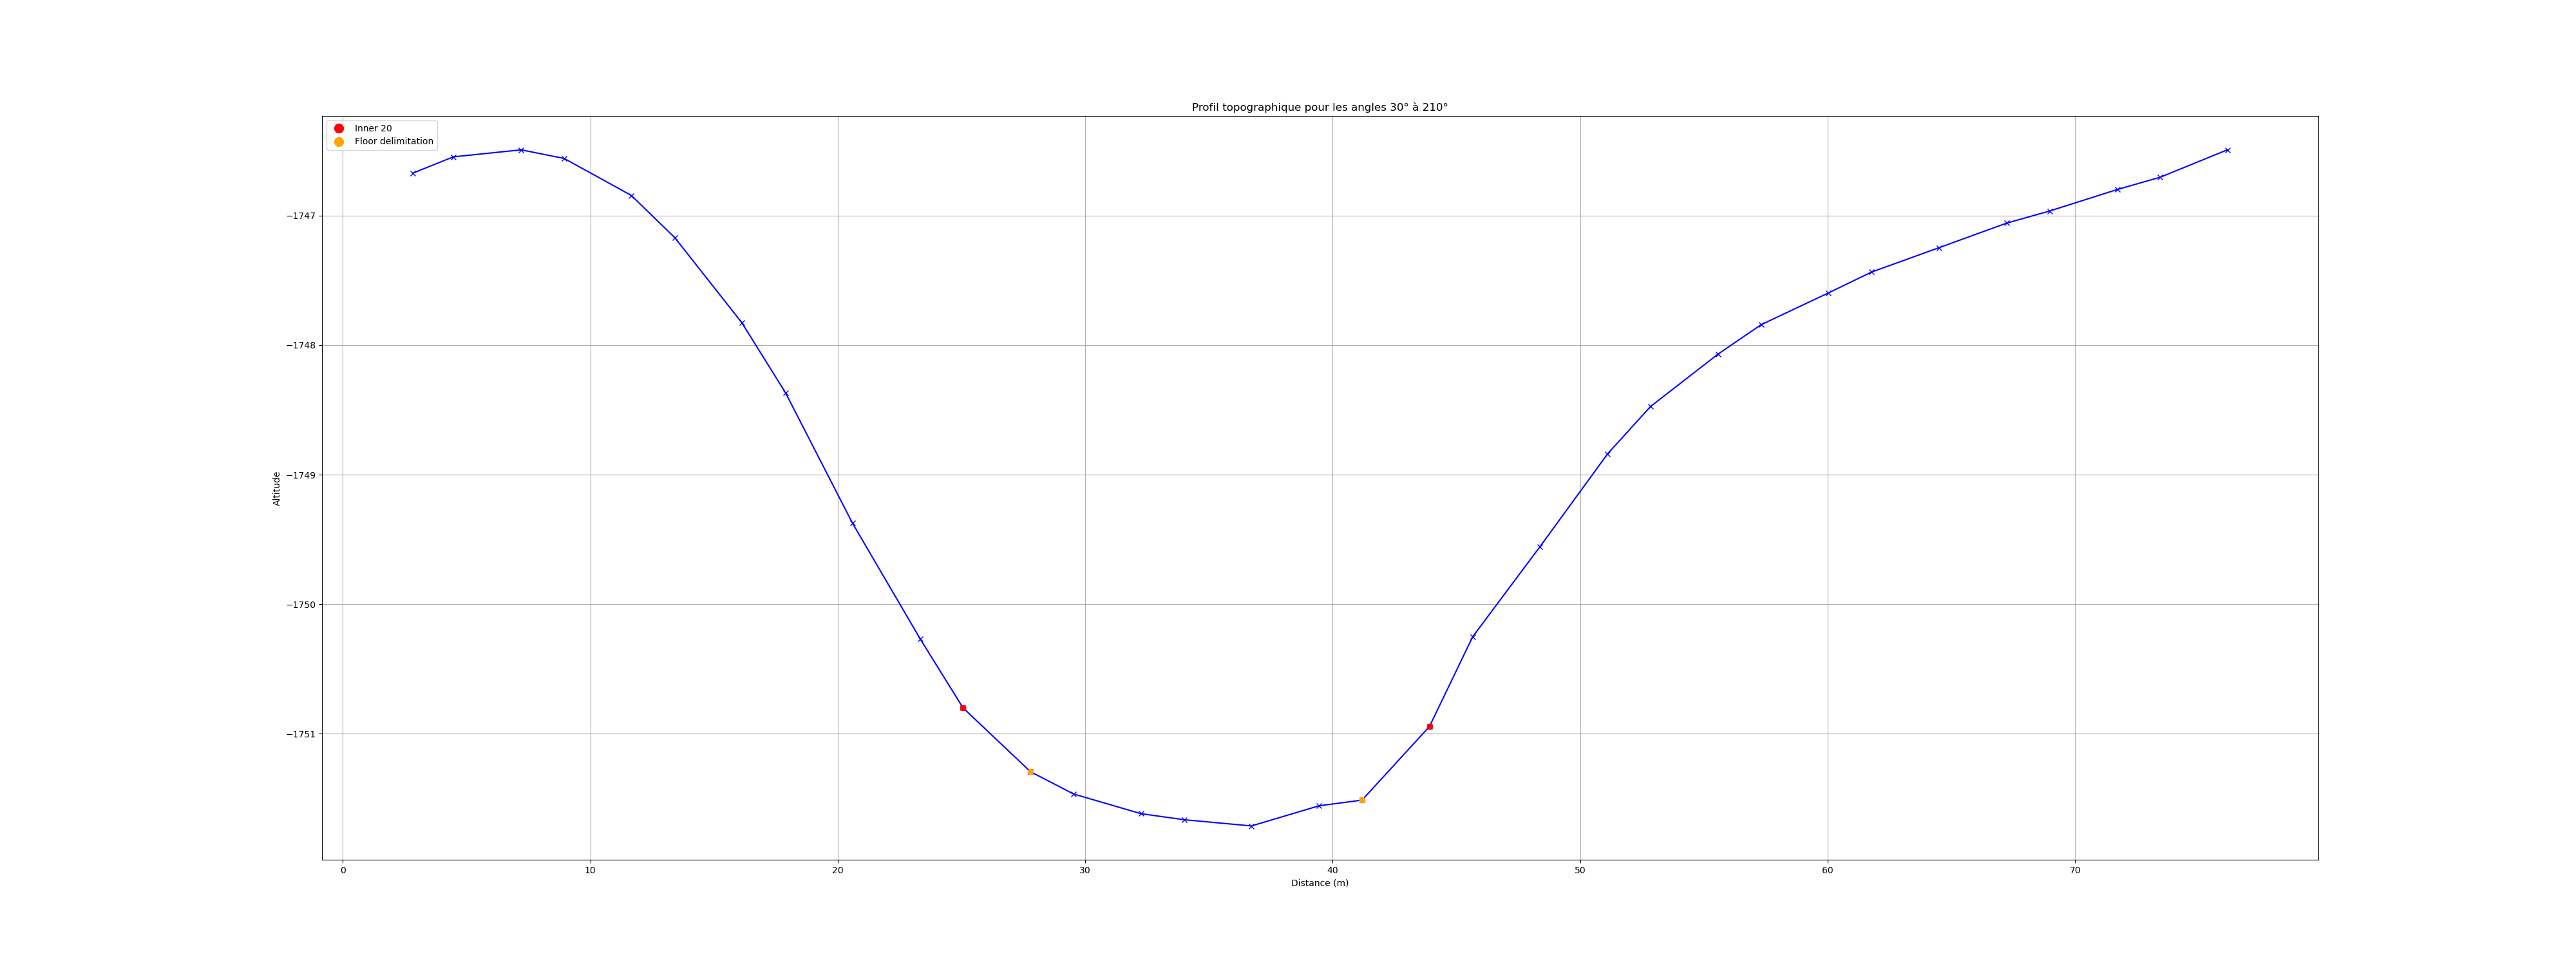 Profil topographique pour les angles 30° à 210°
Inner 20
Floor delimitation
Altitude
−1747
−1748
−1749
−1750
−1751
0 10 20 30 40 50 60 70
Distance (m)